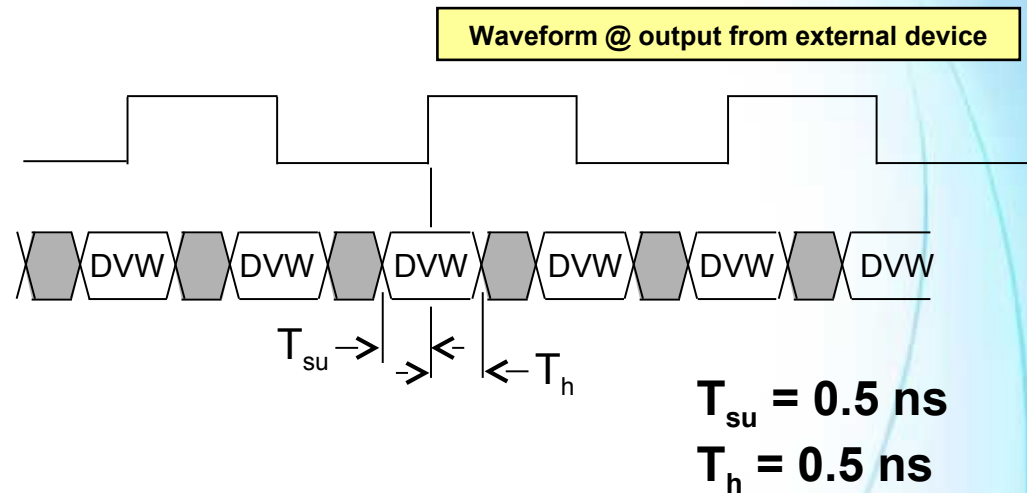 Waveform @ output from external device
DVW DVW DVW DVW DVW DVW
Tsu
Th
Tsu = 0.5 ns
Th = 0.5 ns